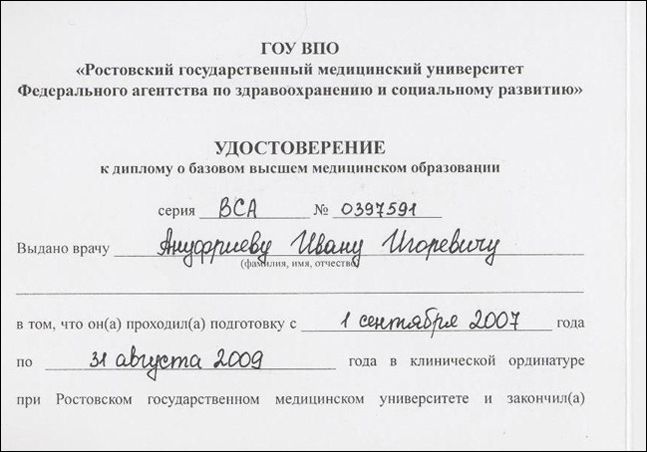 ГОУ ВПО
«Ростовский государственный медицинский университет
Федерального агентства по здравоохранению и социальному развитию»
УДОСТОВЕРЕНИЕ
к диплому о базовом высшем медицинском образовании
серия ВСА № 0397591
Выдано врачу Ануфриеву Ивану Игоревичу
(фамилия, имя, отчество)
в том, что он(а) проходил(а) подготовку с 1 сентября 2007 года
по 31 августа 2009 года в клинической ординатуре
при Ростовском государственном медицинском университете и закончил(а)